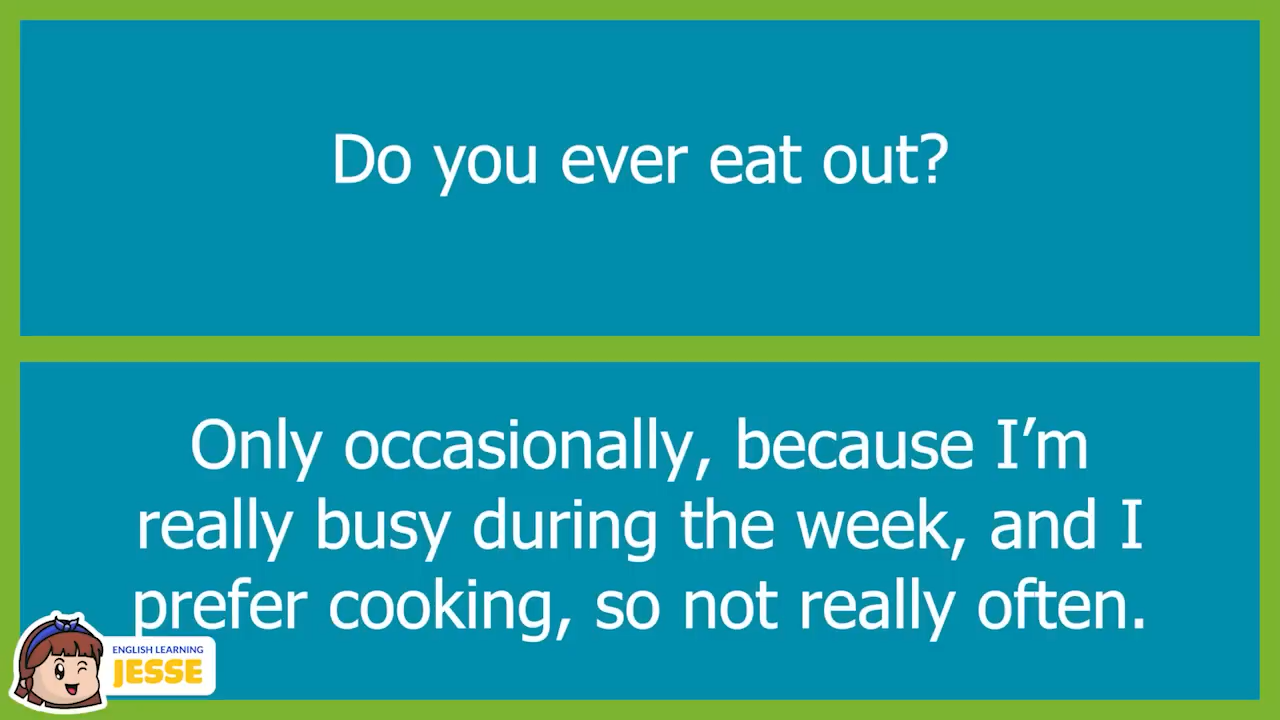 Do you ever eat out?
Only occasionally, because I’m
really busy during the week, and I
prefer cooking, so not really often.
ENGLISH LEARNING
JESSE